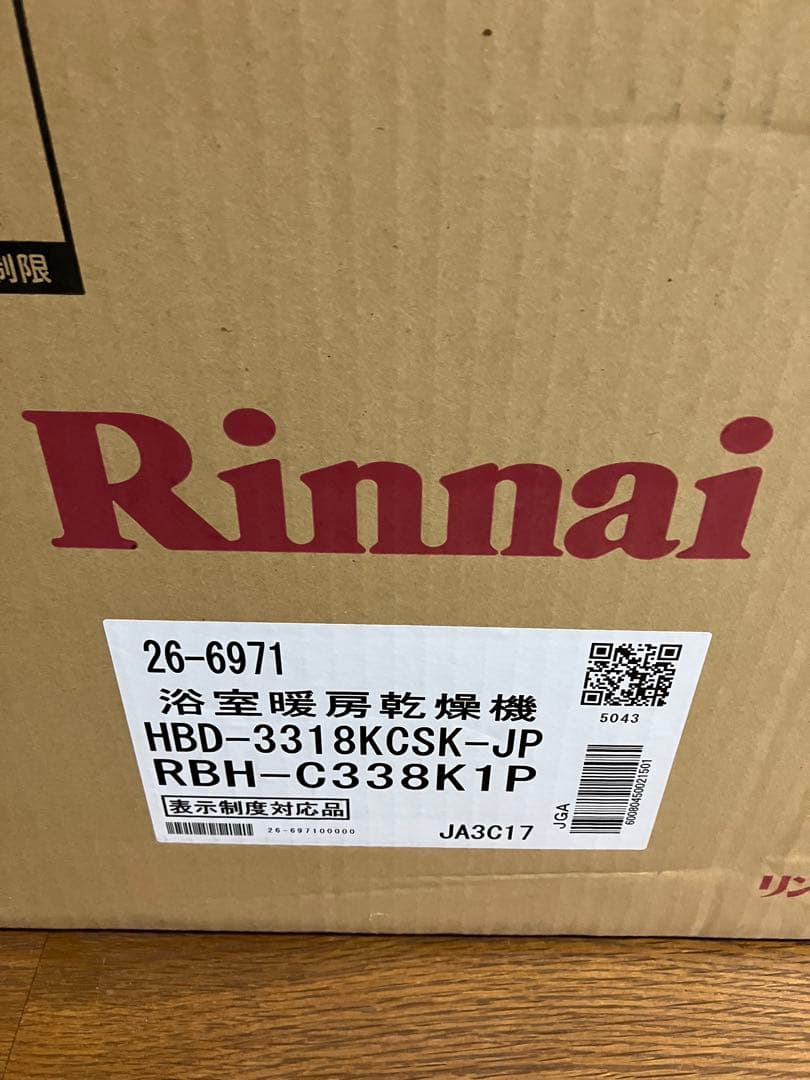 制限
Rinnai
26-6971
浴室暖房乾燥機
HBD-3318KCSK-JP
RBH-C338K1P
表示制度対応品
26-697100000
JA3C17
5043
JGA
60080450021501
リン